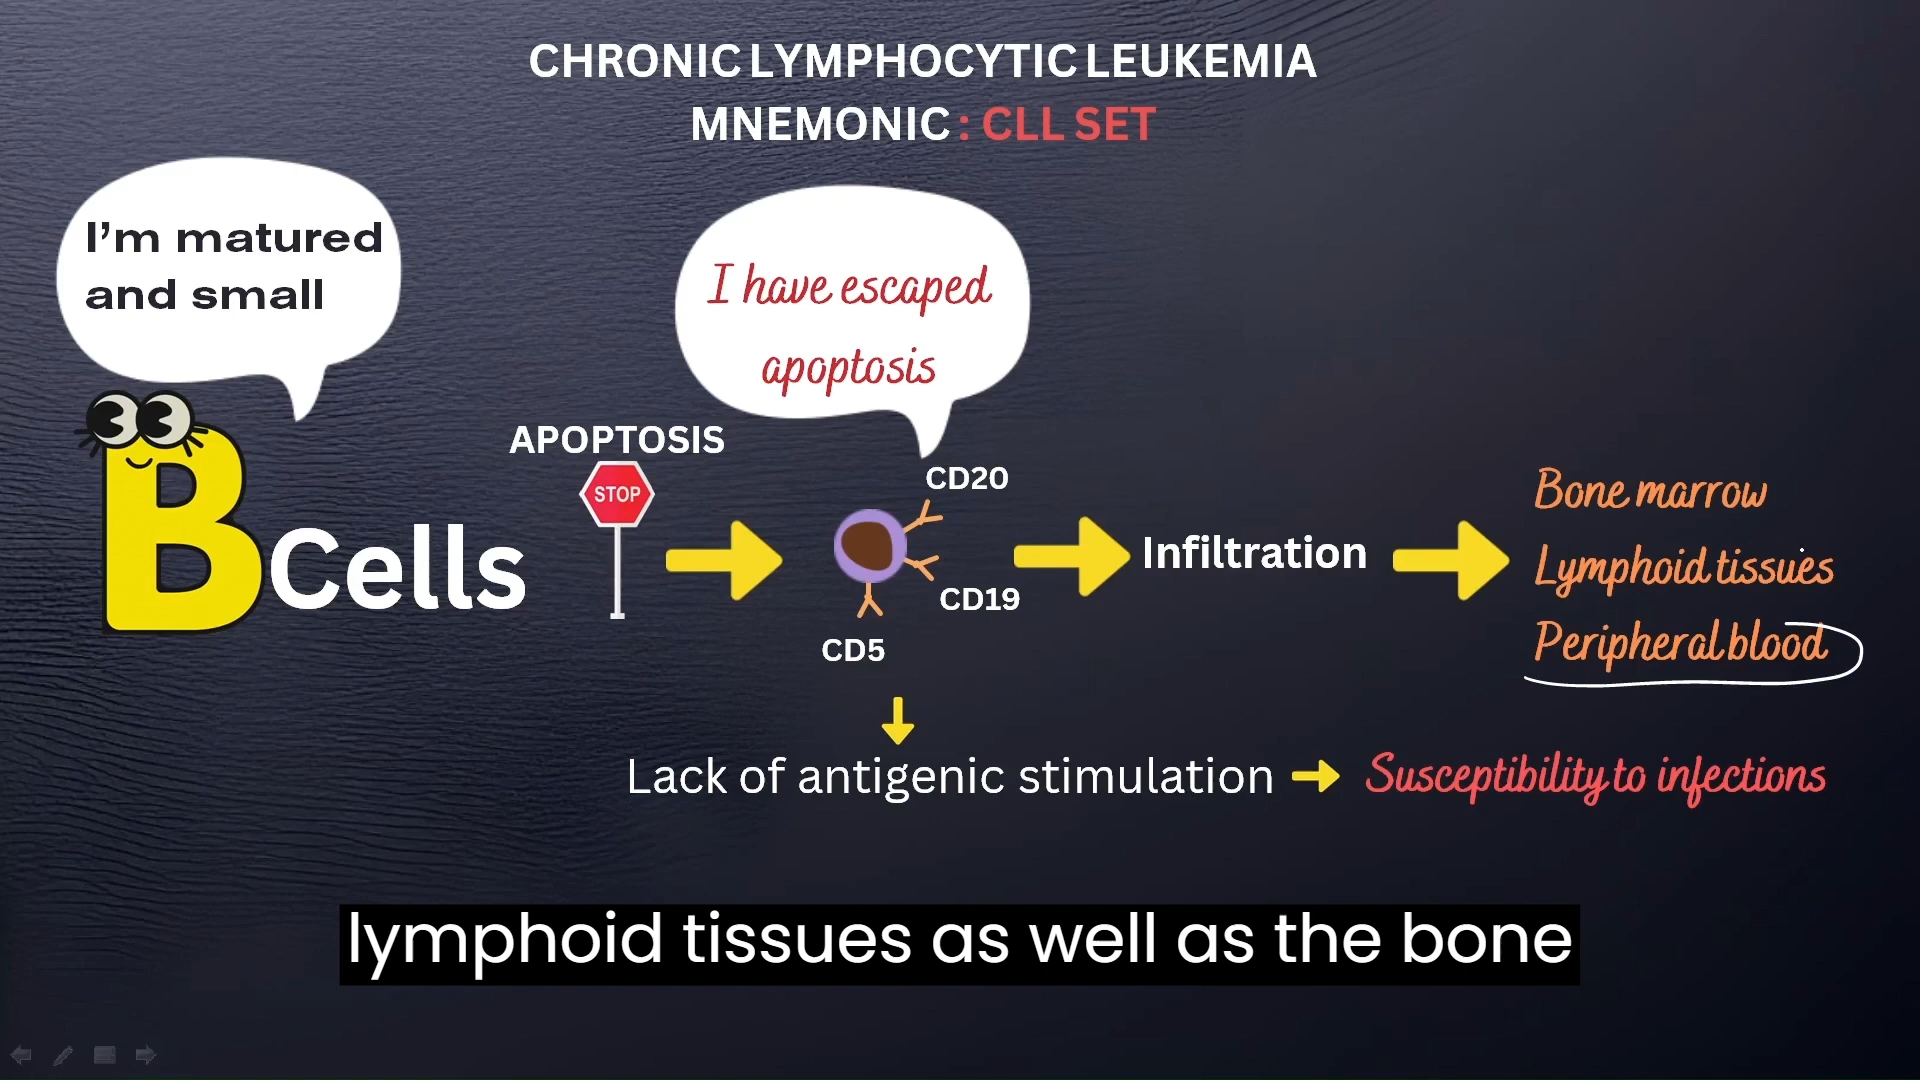 CHRONIC LYMPHOCYTIC LEUKEMIA
MNEMONIC : CLL SET
I'm matured
and small
I have escaped
apoptosis
APOPTOSIS
STOP
B Cells
CD20
CD19
CD5
Infiltration
Bone marrow
Lymphoid tissues
Peripheral blood
Lack of antigenic stimulation
Susceptibility to infections
lymphoid tissues as well as the bone